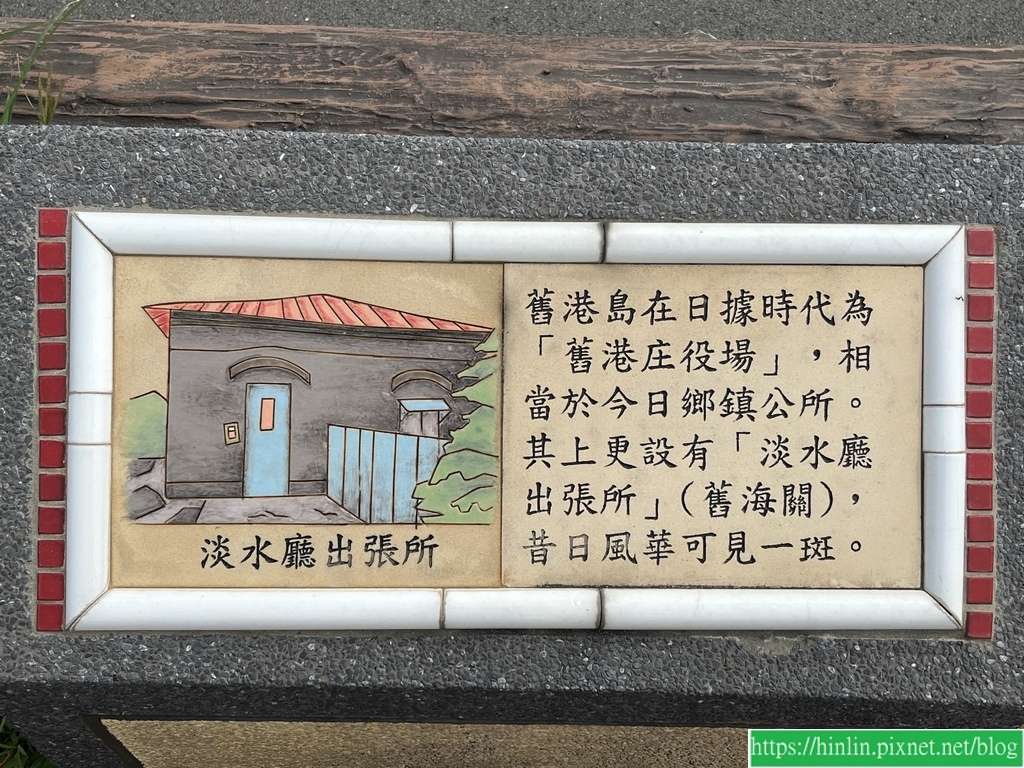 淡水廳出張所
舊港島在日據時代為
「舊港庄役場」，相
當於今日鄉鎮公所。
其上更設有「淡水廳
出張所」（舊海關），
昔日風華可見一斑。
https://hinlin.pixnet.net/blog